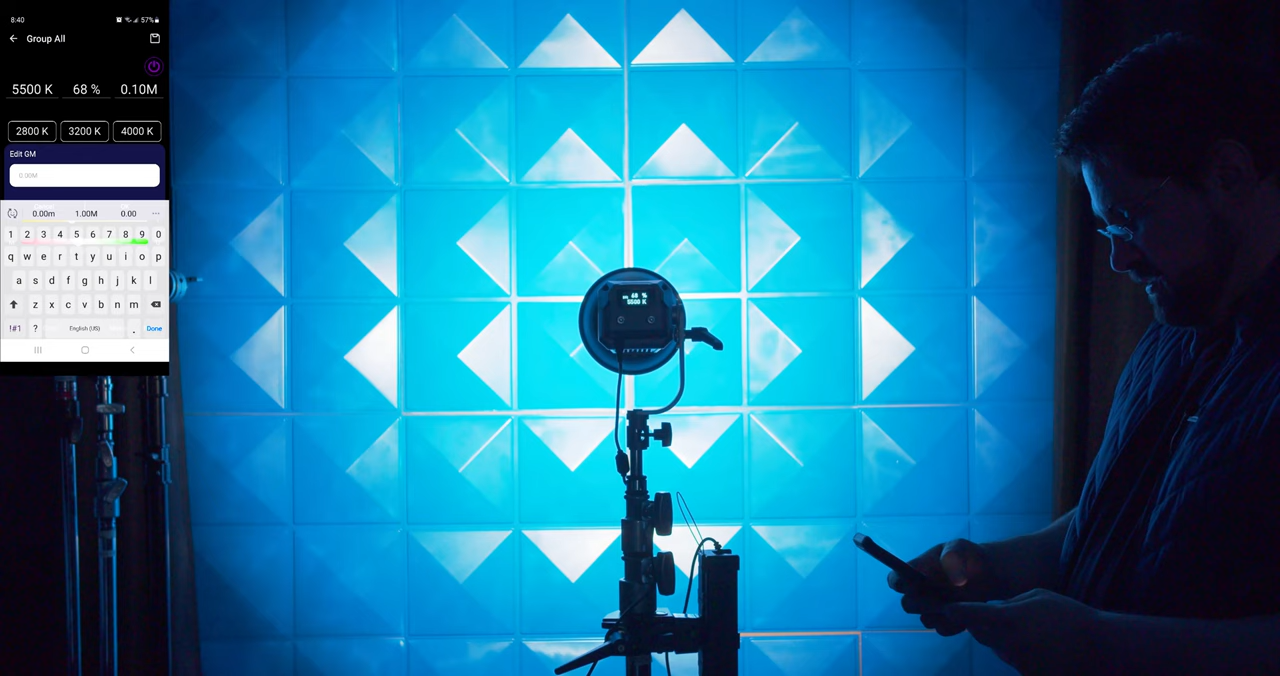 8:40 57%
Group All
5500 K 68 % 0.10M
2800 K 3200 K 4000 K
Edit GM
0.00M
0.00m 1.00M 0.00 ...
1 2 3 4 5 6 7 8 9 0
q w e r t y u i o p
a s d f g h j k l
z x c v b n m
!#1 ? English (US) . Done
68 %
5500 K